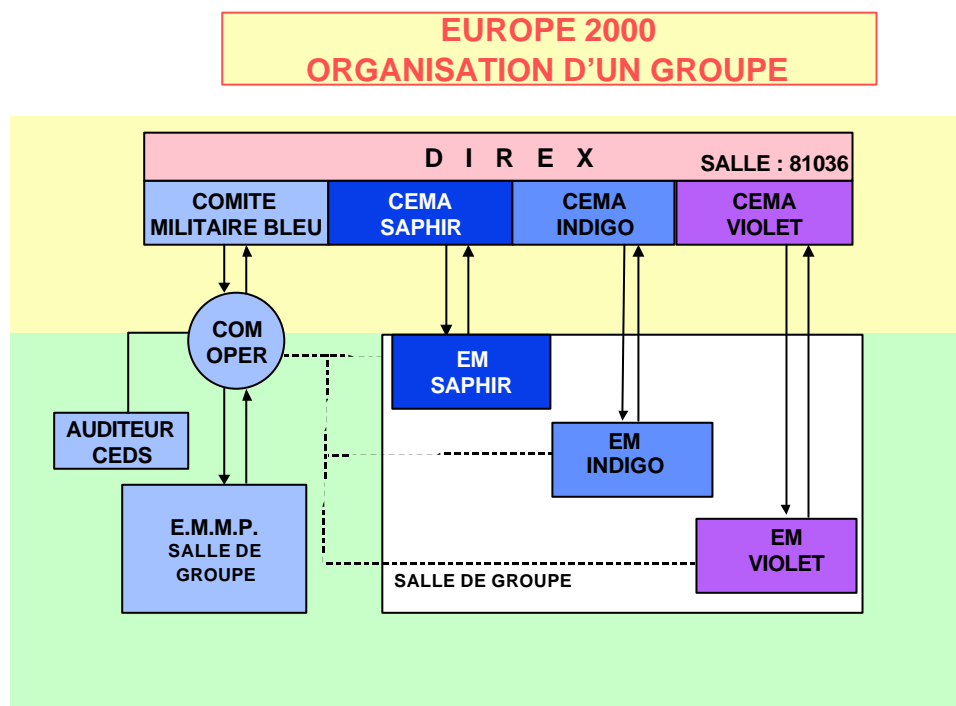 EUROPE 2000
ORGANISATION D'UN GROUPE
D I R E X
SALLE : 81036
COMITE
MILITAIRE BLEU
CEMA
SAPHIR
CEMA
INDIGO
CEMA
VIOLET
COM
OPER
EM
SAPHIR
AUDITEUR
CEDS
EM
INDIGO
E.M.M.P.
SALLE DE
GROUPE
EM
VIOLET
SALLE DE GROUPE